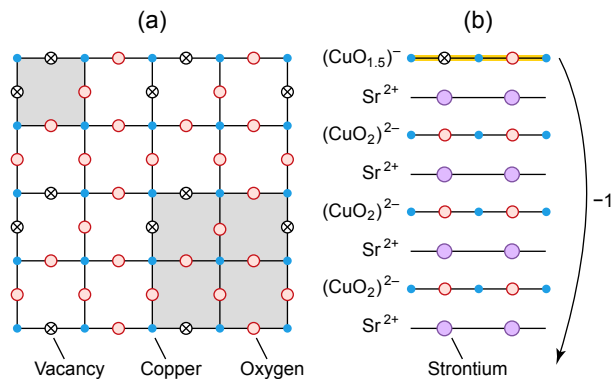 (a)
(b)
(CuO₁.₅)⁻
Sr²⁺
(CuO₂)²⁻
Sr²⁺
(CuO₂)²⁻
Sr²⁺
(CuO₂)²⁻
Sr²⁺
−1
Vacancy
Copper
Oxygen
Strontium